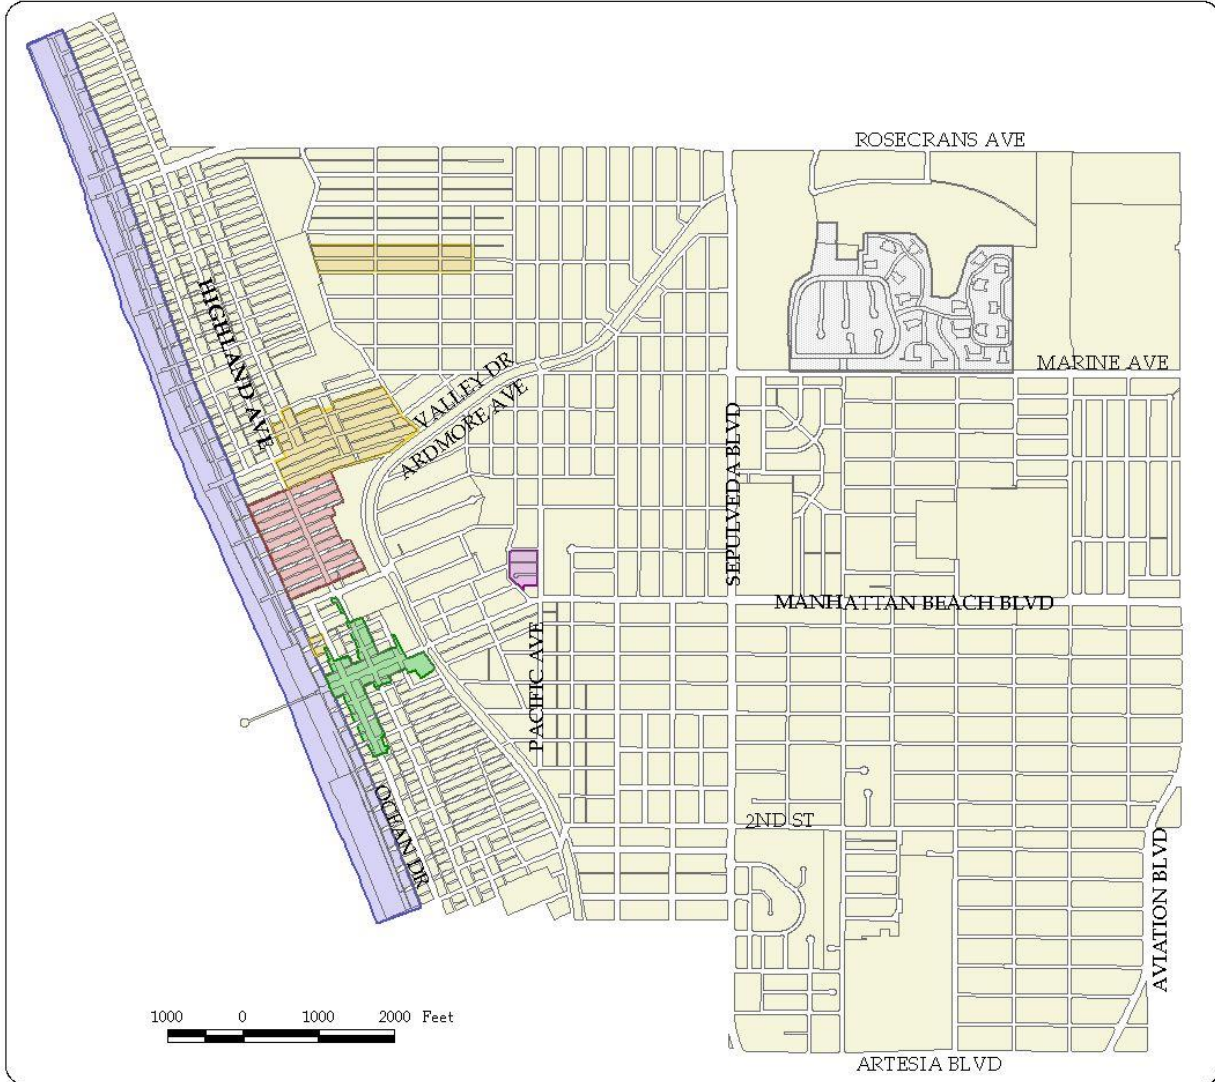 ROSECRANS AVE
HIGHLAND AVE
VALLEY DR
ARDMORE AVE
MARINE AVE
SEPULVEDA BLVD
MANHATTAN BEACH BLVD
PACIFIC AVE
OCEAN DR
2ND ST
AVIATION BLVD
1000 0 1000 2000 Feet
ARTESIA BLVD